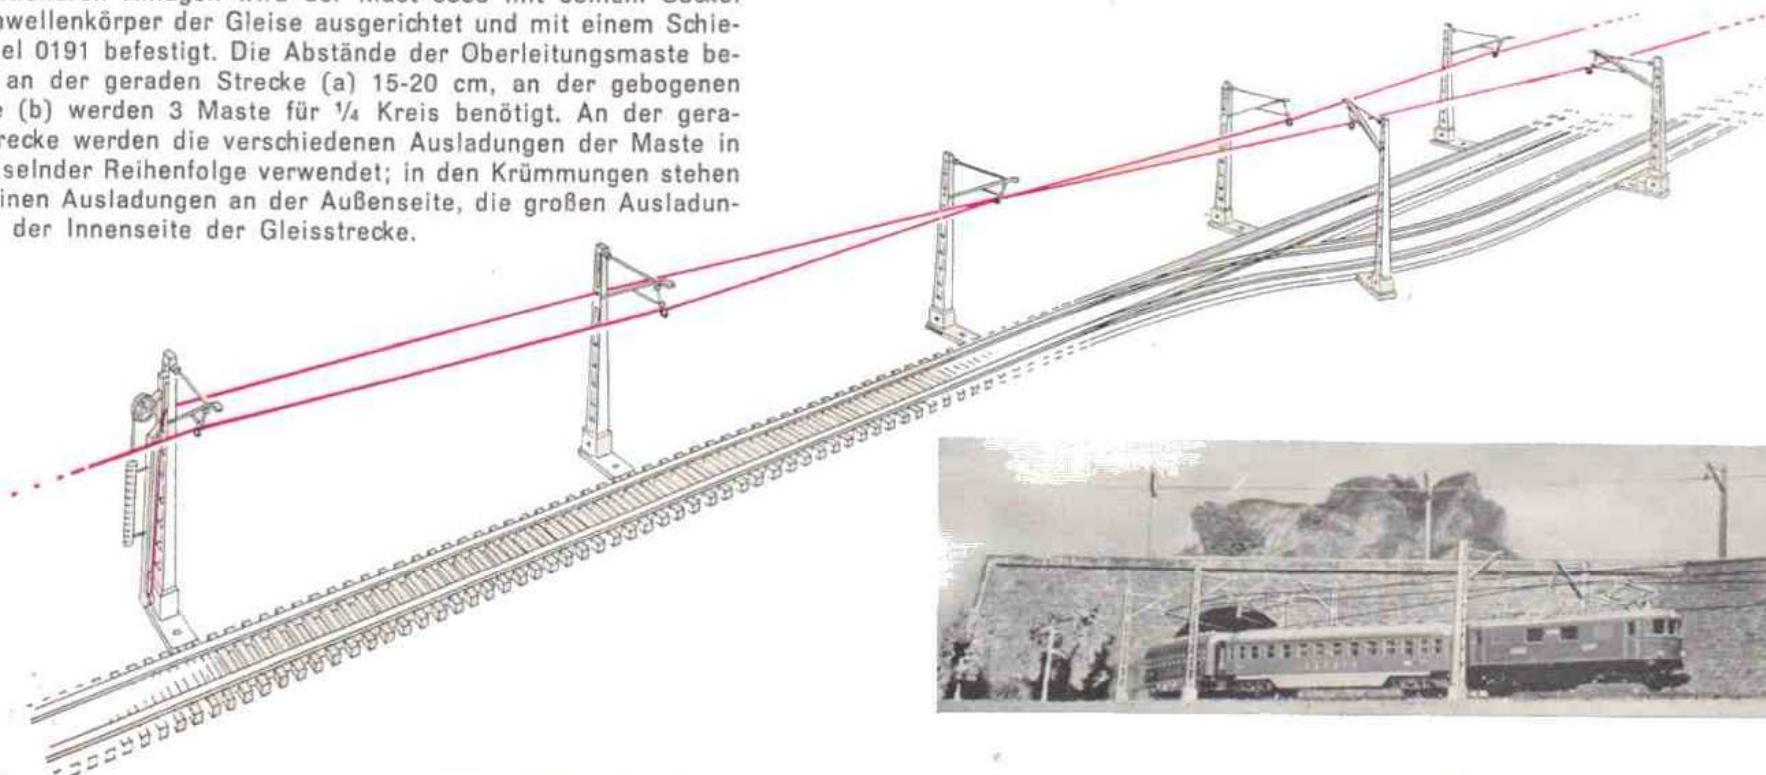 wellenkörper der Gleise ausgerichtet und mit einem Schie-
el 0191 befestigt. Die Abstände der Oberleitungsmaste be-
an der geraden Strecke (a) 15-20 cm, an der gebogenen
(b) werden 3 Maste für ¼ Kreis benötigt. An der gera-
recke werden die verschiedenen Ausladungen der Maste in
selnder Reihenfolge verwendet; in den Krümmungen stehen
inen Ausladungen an der Außenseite, die großen Ausladun-
der Innenseite der Gleisstrecke.